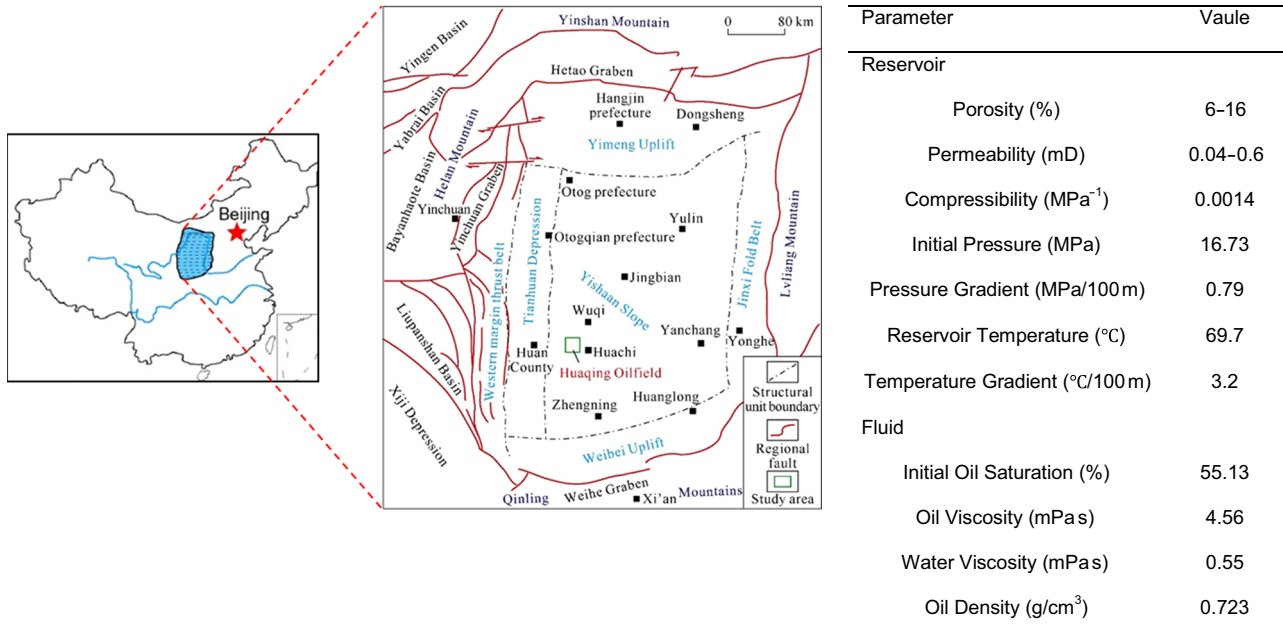 Beijing
Yinshan Mountain
0 80 km
Yingen Basin
Hetao Graben
Yabrai Basin
Hangjin
prefecture
Dongsheng
Helan Mountain
Yimeng Uplift
Bayanhaote Basin
Yinchuan
Yinchuan Graben
Otog prefecture
Yulin
Otogqian prefecture
Tianhuan Depression
Jinxi Fold Belt
Lvliang Mountain
Jingbian
Western margin thrust belt
Yishaan Slope
Wuqi
Liupanshan Basin
Yanchang
Yonghe
Huan
County
Huachi
Huaqing Oilfield
Xiji Depression
Zhengning
Huanglong
Weibei Uplift
Qinling
Weihe Graben
Mountains
Xi'an
Structural
unit boundary
Regional
fault
Study area
Parameter Vaule
Reservoir
Porosity (%) 6–16
Permeability (mD) 0.04–0.6
Compressibility (MPa⁻¹) 0.0014
Initial Pressure (MPa) 16.73
Pressure Gradient (MPa/100 m) 0.79
Reservoir Temperature (℃) 69.7
Temperature Gradient (℃/100 m) 3.2
Fluid
Initial Oil Saturation (%) 55.13
Oil Viscosity (mPa s) 4.56
Water Viscosity (mPa s) 0.55
Oil Density (g/cm³) 0.723